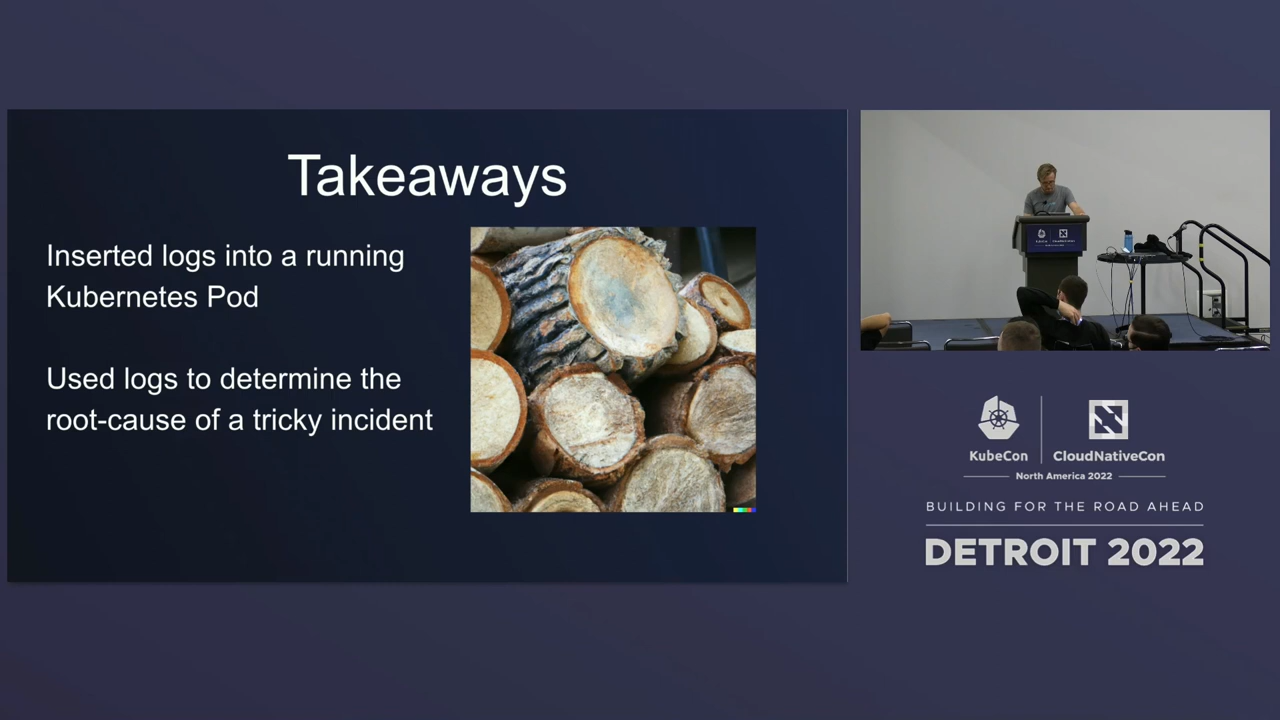 Takeaways
Inserted logs into a running
Kubernetes Pod
Used logs to determine the
root-cause of a tricky incident
KubeCon
CloudNativeCon
North America 2022
BUILDING FOR THE ROAD AHEAD
DETROIT 2022